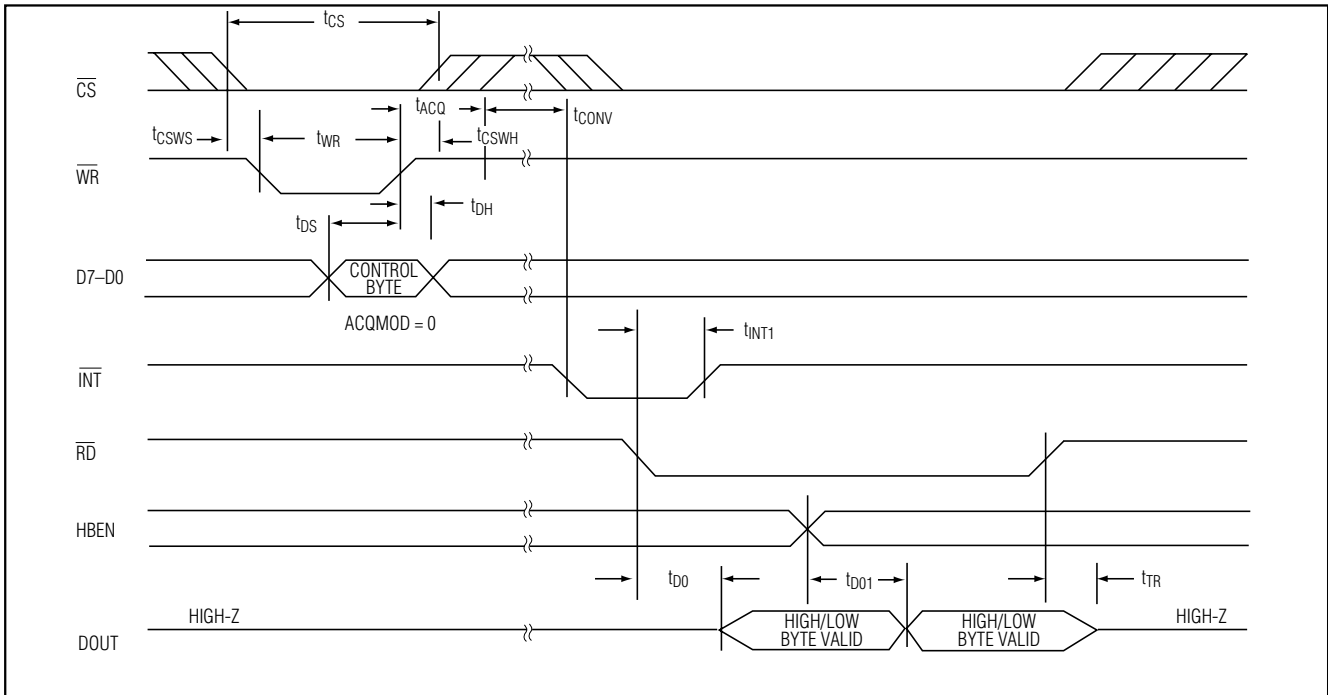 tCS
CS
tACQ
tCONV
tCSWS
tWR
tCSWH
WR
tDH
tDS
D7–D0
CONTROL
BYTE
ACQMOD = 0
tINT1
INT
RD
HBEN
tD0
tD01
tTR
HIGH-Z
HIGH/LOW
BYTE VALID
HIGH/LOW
BYTE VALID
HIGH-Z
DOUT